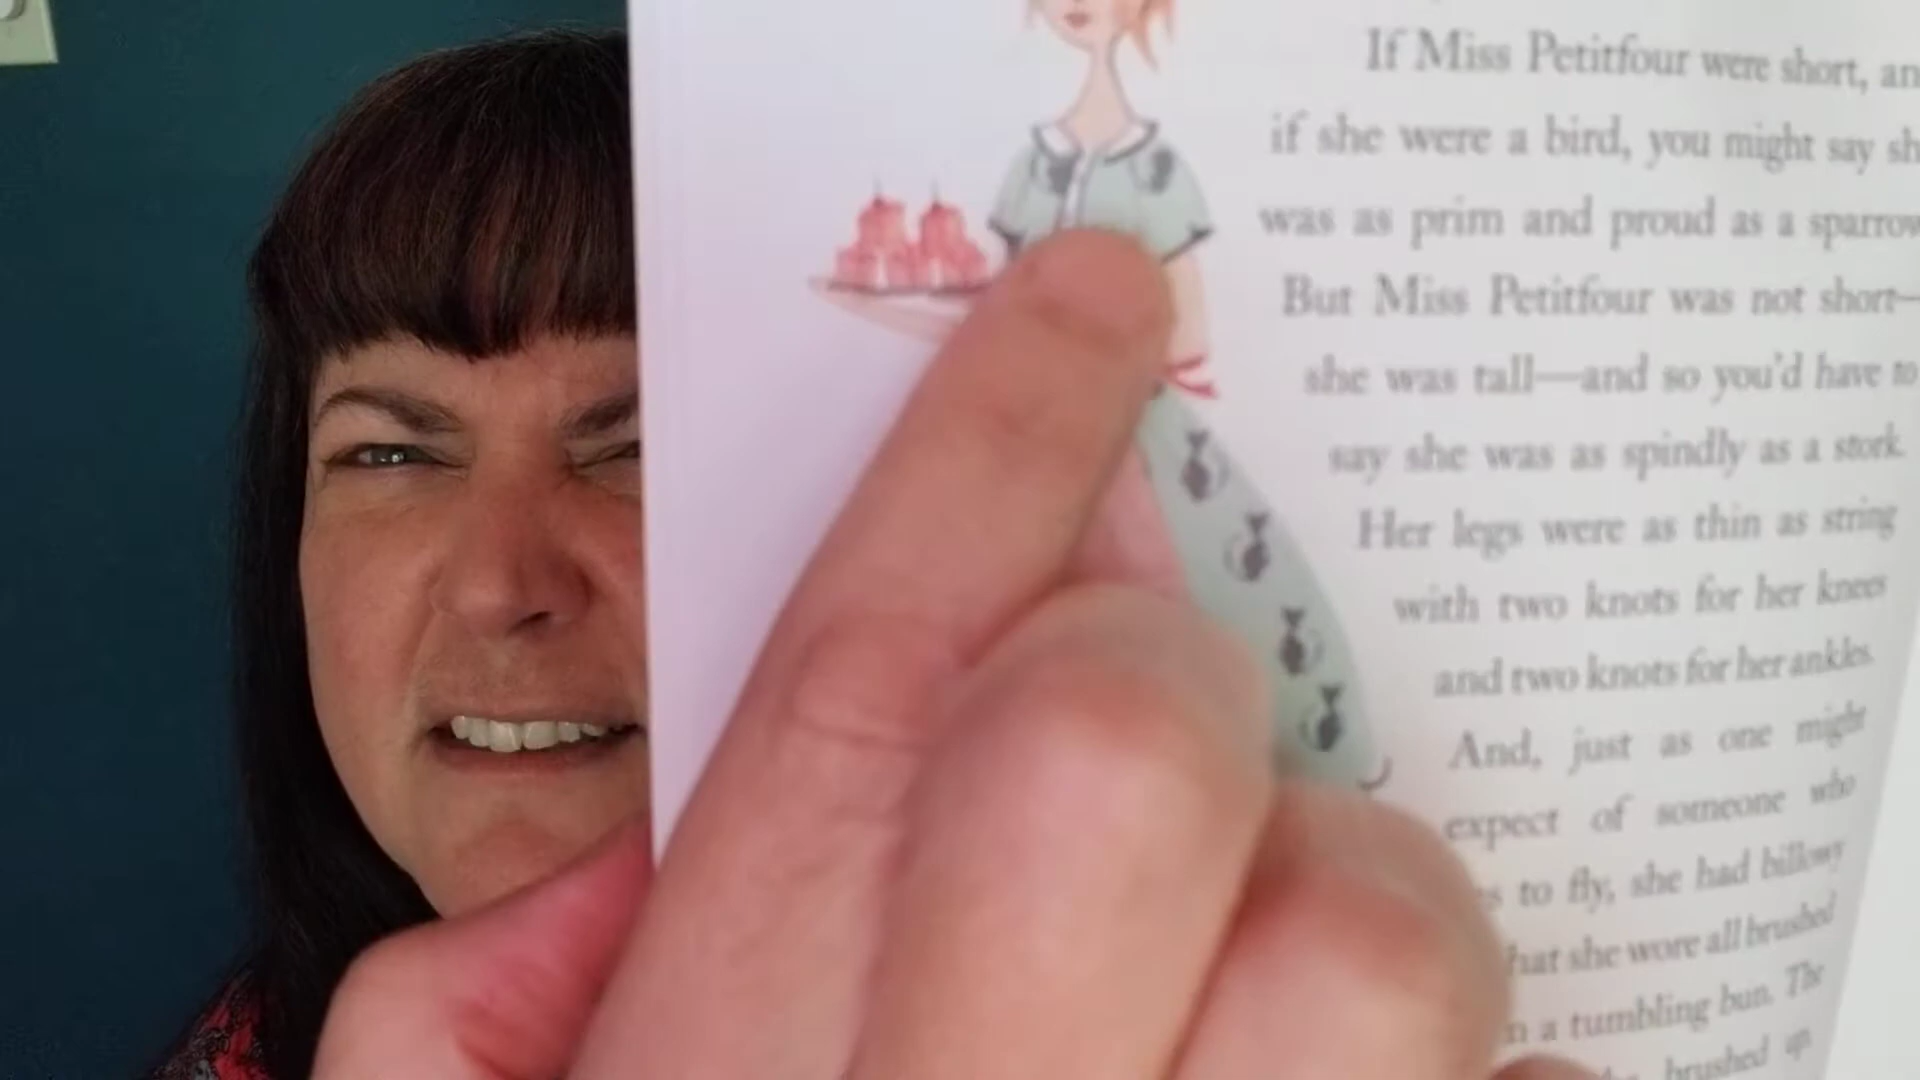 If Miss Petitfour were short, an
if she were a bird, you might say sh
was as prim and proud as a sparrow
But Miss Petitfour was not short—
she was tall—and so you'd have to
say she was as spindly as a stork.
Her legs were as thin as string
with two knots for her knees
and two knots for her ankles.
And, just as one might
expect of someone who
to fly, she had billowy
that she wore all brushed
a tumbling bun. The
brushed up